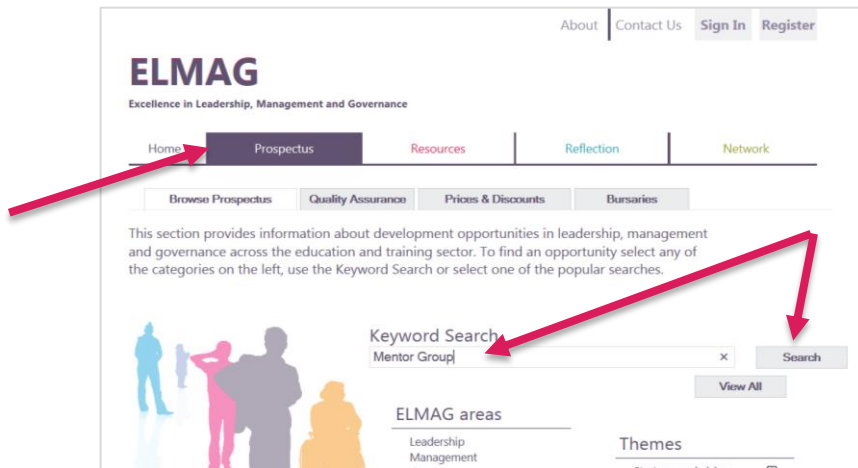 About Contact Us Sign In Register
ELMAG
Excellence in Leadership, Management and Governance
Home Prospectus Resources Reflection Network
Browse Prospectus Quality Assurance Prices & Discounts Bursaries
This section provides information about development opportunities in leadership, management
and governance across the education and training sector. To find an opportunity select any of
the categories on the left, use the Keyword Search or select one of the popular searches.
Keyword Search
Mentor Group × Search
View All
ELMAG areas
Leadership
Management
Themes